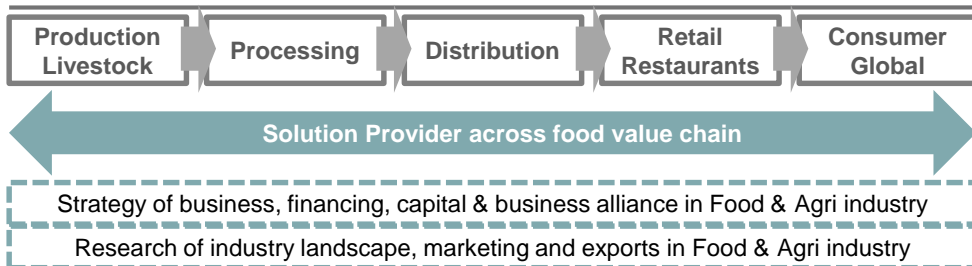 Production
Livestock
Processing
Distribution
Retail
Restaurants
Consumer
Global
Solution Provider across food value chain
Strategy of business, financing, capital & business alliance in Food & Agri industry
Research of industry landscape, marketing and exports in Food & Agri industry